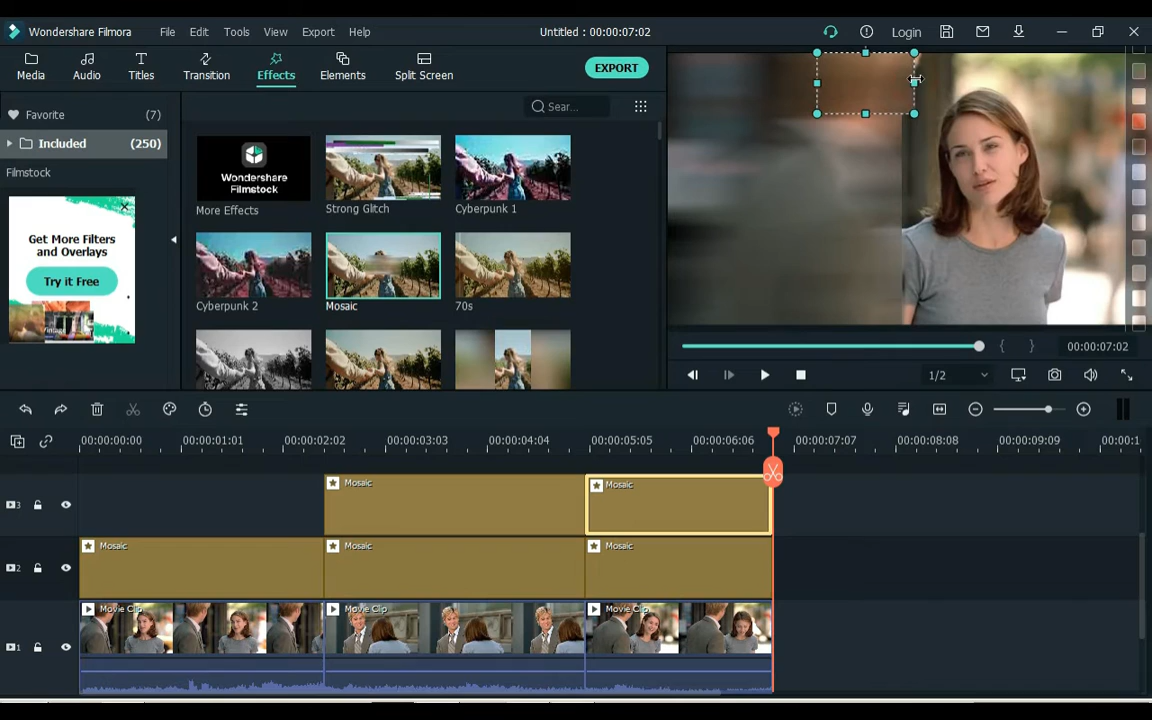 Wondershare Filmora File Edit Tools View Export Help Untitled : 00:00:07:02 Login
Media Audio Titles Transition Effects Elements Split Screen EXPORT
Favorite (7) Sear...
Included (250)
Filmstock
Get More Filters
and Overlays
Try it Free
Wondershare
Filmstock
More Effects Strong Glitch Cyberpunk 1
Cyberpunk 2 Mosaic 70s
00:00:07:02
1/2
00:00:00:00 00:00:01:01 00:00:02:02 00:00:03:03 00:00:04:04 00:00:05:05 00:00:06:06 00:00:07:07 00:00:08:08 00:00:09:09 00:00:1
3 Mosaic Mosaic
2 Mosaic Mosaic Mosaic
1 Movie Clip Movie Clip Movie Clip